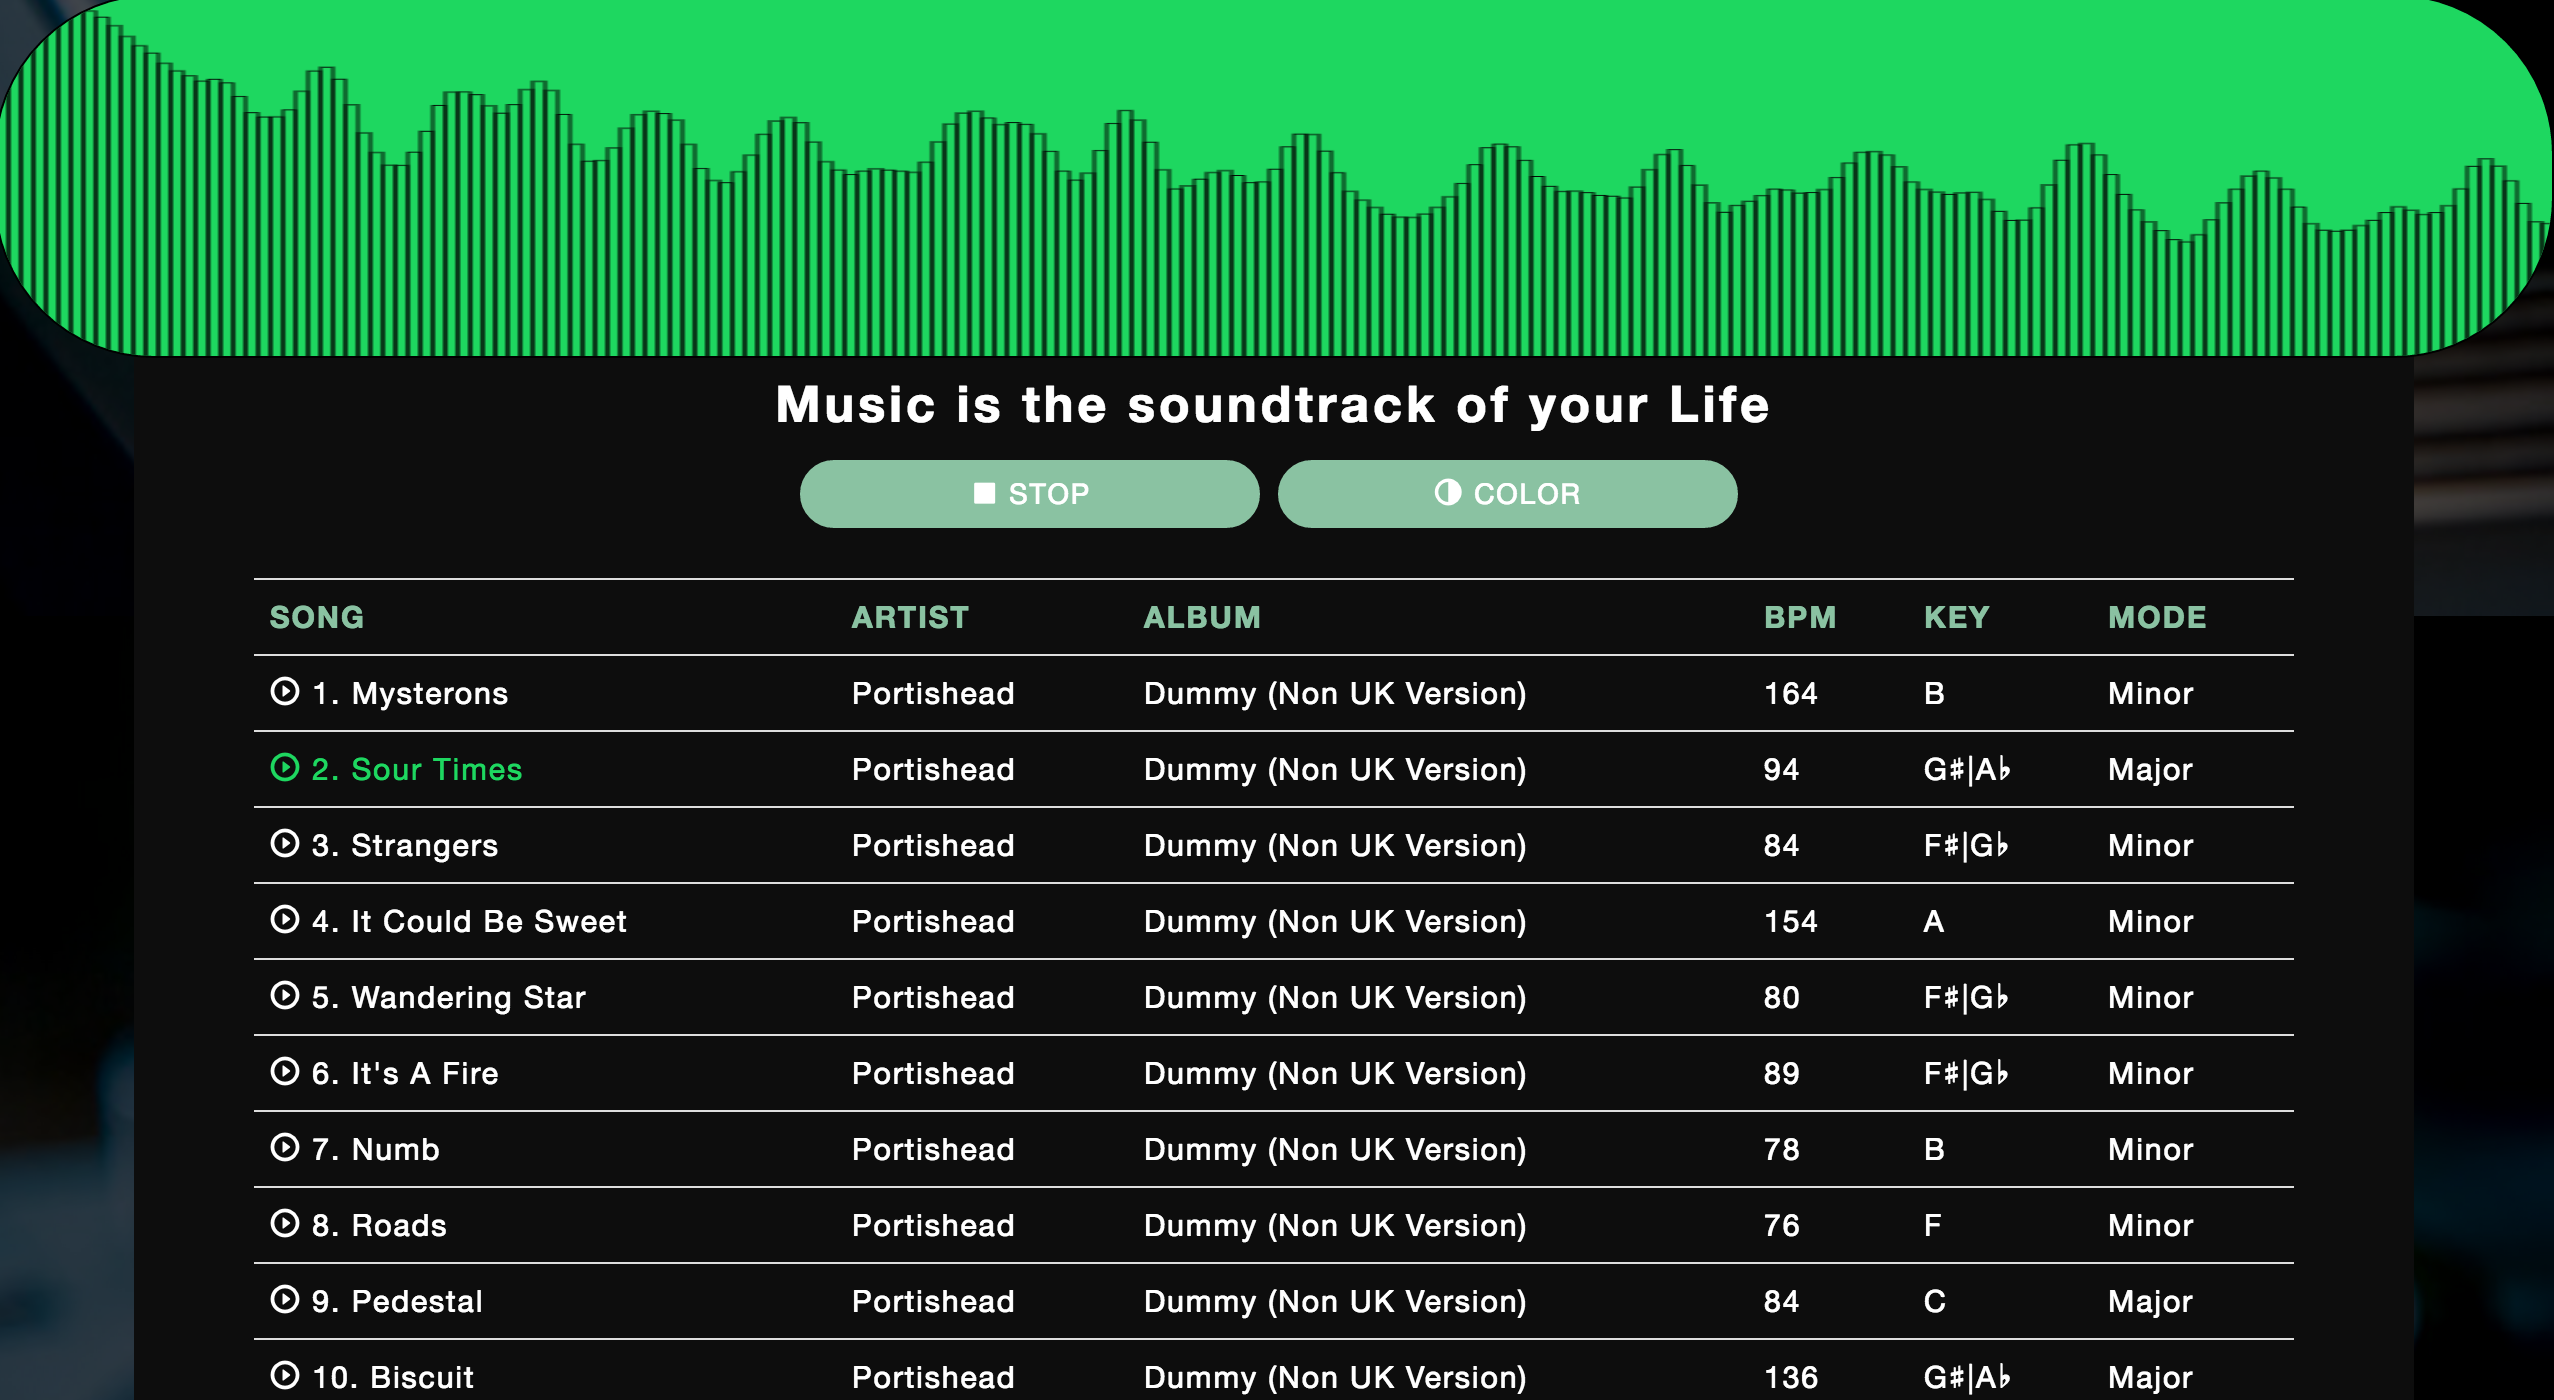 Music is the soundtrack of your Life
STOP COLOR
SONG ARTIST ALBUM BPM KEY MODE
1. Mysterons Portishead Dummy (Non UK Version) 164 B Minor
2. Sour Times Portishead Dummy (Non UK Version) 94 G♯|A♭ Major
3. Strangers Portishead Dummy (Non UK Version) 84 F♯|G♭ Minor
4. It Could Be Sweet Portishead Dummy (Non UK Version) 154 A Minor
5. Wandering Star Portishead Dummy (Non UK Version) 80 F♯|G♭ Minor
6. It's A Fire Portishead Dummy (Non UK Version) 89 F♯|G♭ Minor
7. Numb Portishead Dummy (Non UK Version) 78 B Minor
8. Roads Portishead Dummy (Non UK Version) 76 F Minor
9. Pedestal Portishead Dummy (Non UK Version) 84 C Major
10. Biscuit Portishead Dummy (Non UK Version) 136 G♯|A♭ Major